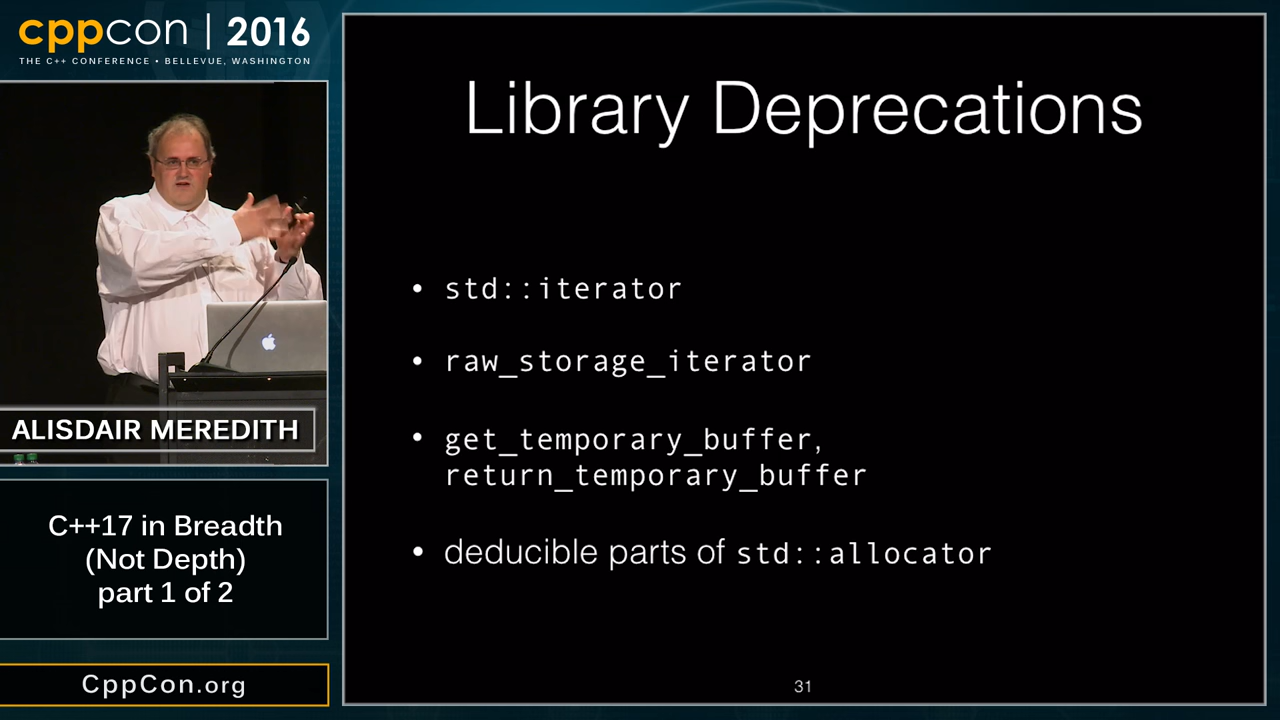 cppcon | 2016
THE C++ CONFERENCE • BELLEVUE, WASHINGTON
ALISDAIR MEREDITH
C++17 in Breadth
(Not Depth)
part 1 of 2
CppCon.org
Library Deprecations
• std::iterator
• raw_storage_iterator
• get_temporary_buffer,
return_temporary_buffer
• deducible parts of std::allocator
31